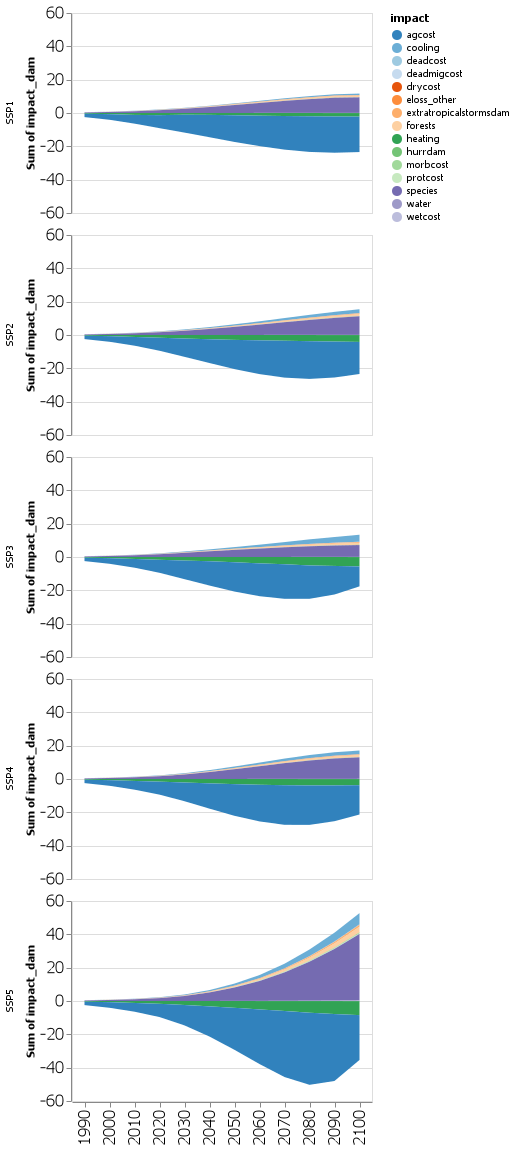 impact
agcost
cooling
deadcost
deadmigcost
drycost
eloss_other
extratropicalstormsdam
forests
heating
hurrdam
morbcost
protcost
species
water
wetcost
SSP1
Sum of impact_dam
60
40
20
0
−20
−40
−60
SSP2
Sum of impact_dam
60
40
20
0
−20
−40
−60
SSP3
Sum of impact_dam
60
40
20
0
−20
−40
−60
SSP4
Sum of impact_dam
60
40
20
0
−20
−40
−60
SSP5
Sum of impact_dam
60
40
20
0
−20
−40
−60
1990 2000 2010 2020 2030 2040 2050 2060 2070 2080 2090 2100